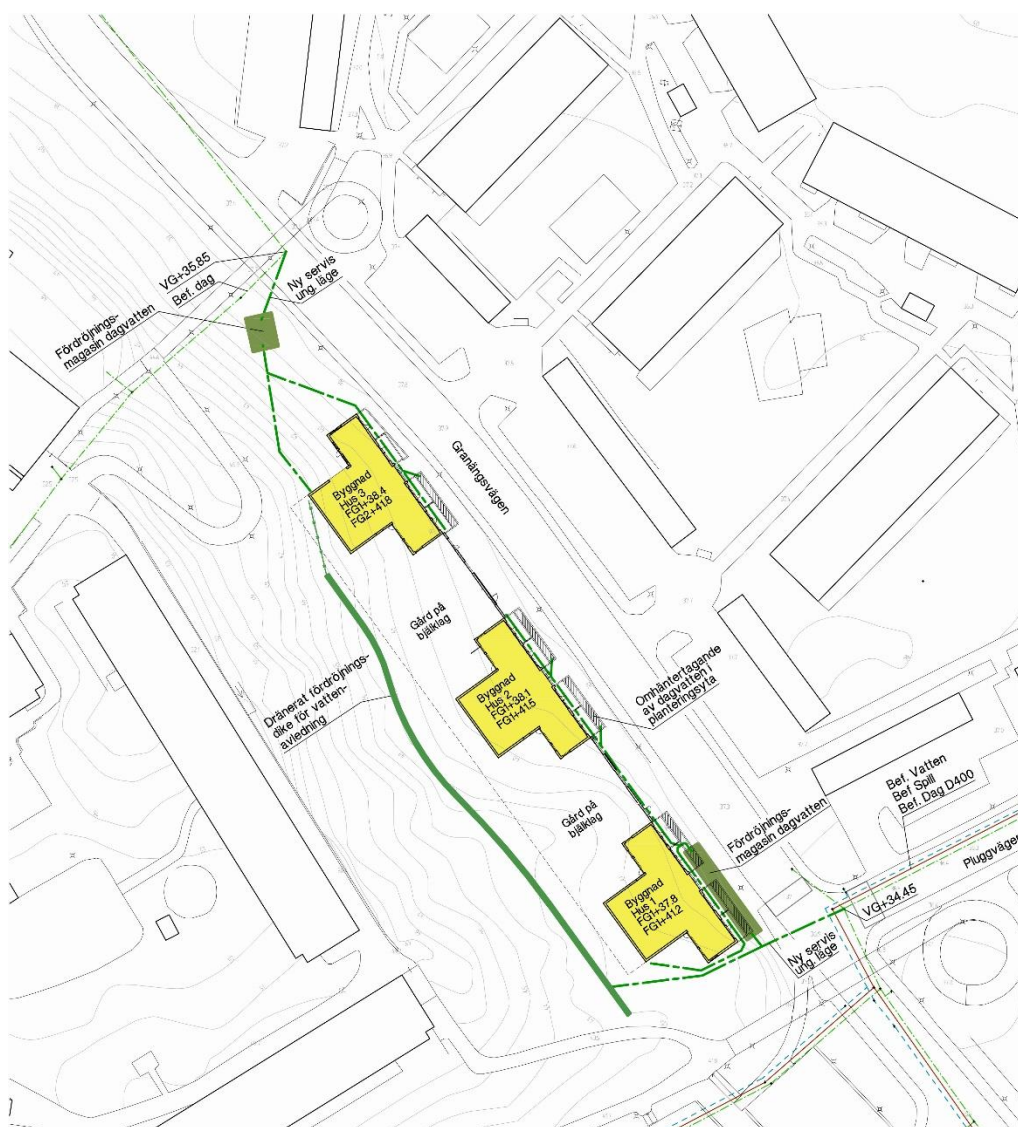 VG+35.85
Bef. dag
Ny servis
ung. läge
Fördröjnings-
magasin dagvatten
Granängsvägen
Byggnad
Hus 3
FG1+38.4
FG2+41.8
Gård på
bjälklag
Dränerat fördröjnings-
dike för vatten-
avledning
Byggnad
Hus 2
FG1+38.1
FG1+41.5
Omhäntertagande
av dagvatten i
planteringsyta
Gård på
bjälklag
Bef. Vatten
Bef Spill
Bef. Dag D400
Fördröjnings-
magasin dagvatten
Pluggvägen
VG+34.45
Byggnad
Hus 1
FG1+37.8
FG1+41.2
Ny servis
ung. läge